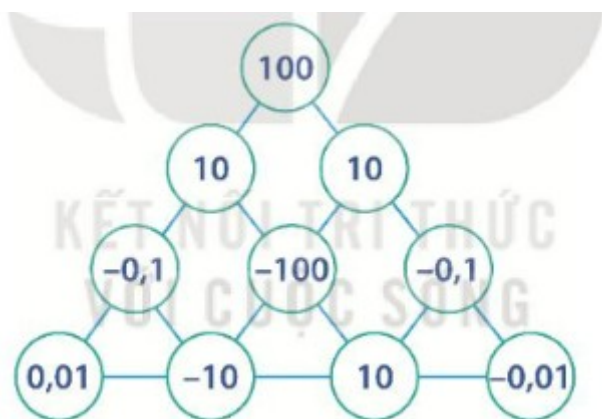 100
10 10
KẾT NỐI TRI THỨC
–0,1 –100 –0,1
VỚI CUỘC SỐNG
0,01 –10 10 –0,01